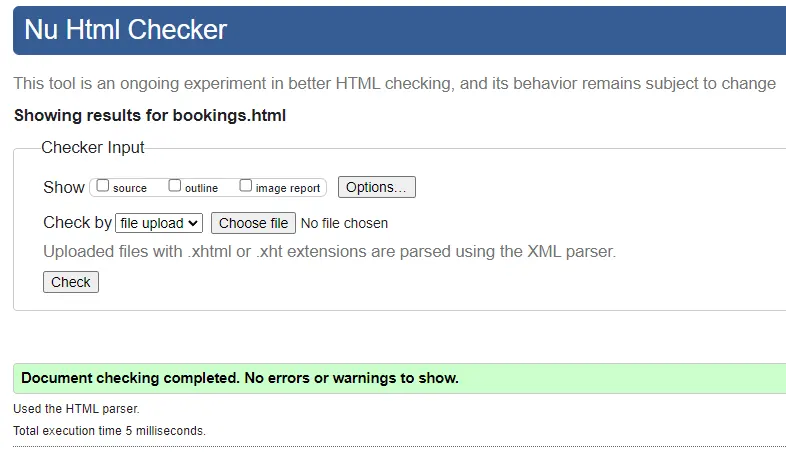 Nu Html Checker
This tool is an ongoing experiment in better HTML checking, and its behavior remains subject to change
Showing results for bookings.html
Checker Input
Show source outline image report Options...
Check by file upload Choose file No file chosen
Uploaded files with .xhtml or .xht extensions are parsed using the XML parser.
Check
Document checking completed. No errors or warnings to show.
Used the HTML parser.
Total execution time 5 milliseconds.